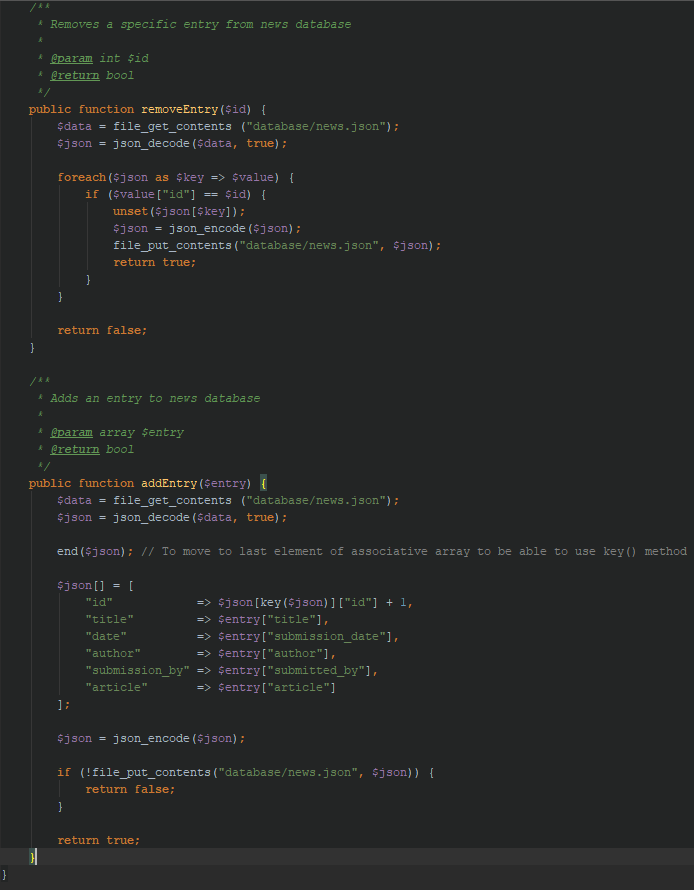 /**
 * Removes a specific entry from news database
 *
 * @param int $id
 * @return bool
 */
public function removeEntry($id) {
    $data = file_get_contents ("database/news.json");
    $json = json_decode($data, true);

    foreach($json as $key => $value) {
        if ($value["id"] == $id) {
            unset($json[$key]);
            $json = json_encode($json);
            file_put_contents("database/news.json", $json);
            return true;
        }
    }

    return false;
}

/**
 * Adds an entry to news database
 *
 * @param array $entry
 * @return bool
 */
public function addEntry($entry) {
    $data = file_get_contents ("database/news.json");
    $json = json_decode($data, true);

    end($json); // To move to last element of associative array to be able to use key() method

    $json[] = [
        "id"            => $json[key($json)]["id"] + 1,
        "title"         => $entry["title"],
        "date"          => $entry["submission_date"],
        "author"        => $entry["author"],
        "submission_by" => $entry["submitted_by"],
        "article"       => $entry["article"]
    ];

    $json = json_encode($json);

    if (!file_put_contents("database/news.json", $json)) {
        return false;
    }

    return true;
}
}